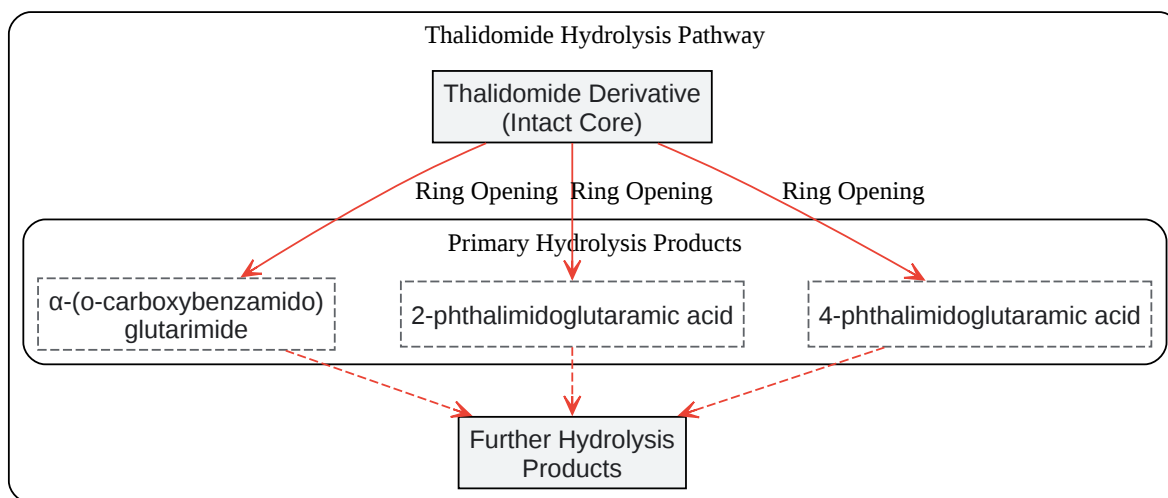 Thalidomide Hydrolysis Pathway
Thalidomide Derivative
(Intact Core)
Ring Opening
Ring Opening
Ring Opening
Primary Hydrolysis Products
α-(o-carboxybenzamido)
glutarimide
2-phthalimidoglutaramic acid
4-phthalimidoglutaramic acid
Further Hydrolysis
Products